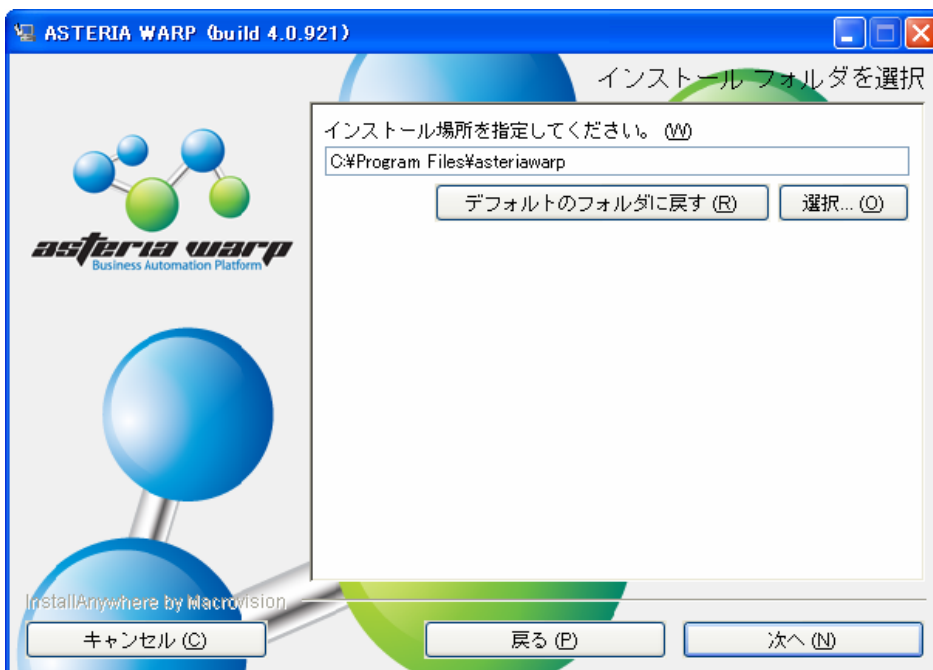 ASTERIA WARP (build 4.0.921)
インストール フォルダを選択
インストール場所を指定してください。 (W)
C:¥Program Files¥asteriawarp
デフォルトのフォルダに戻す (R)
選択... (O)
asteria warp
Business Automation Platform
InstallAnywhere by Macrovision
キャンセル (C)
戻る (P)
次へ (N)